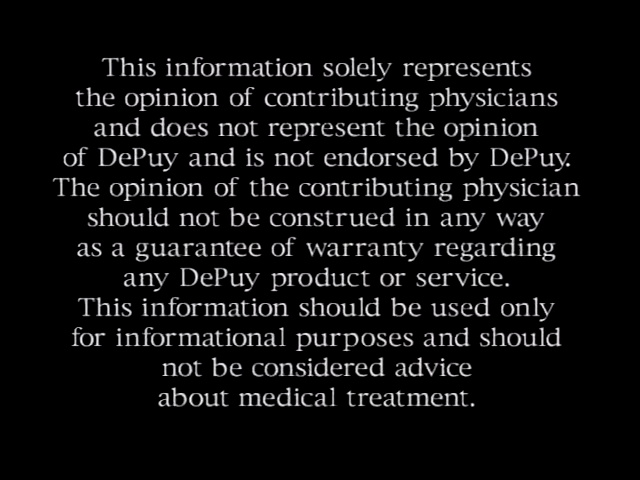 This information solely represents
the opinion of contributing physicians
and does not represent the opinion
of DePuy and is not endorsed by DePuy.
The opinion of the contributing physician
should not be construed in any way
as a guarantee of warranty regarding
any DePuy product or service.
This information should be used only
for informational purposes and should
not be considered advice
about medical treatment.